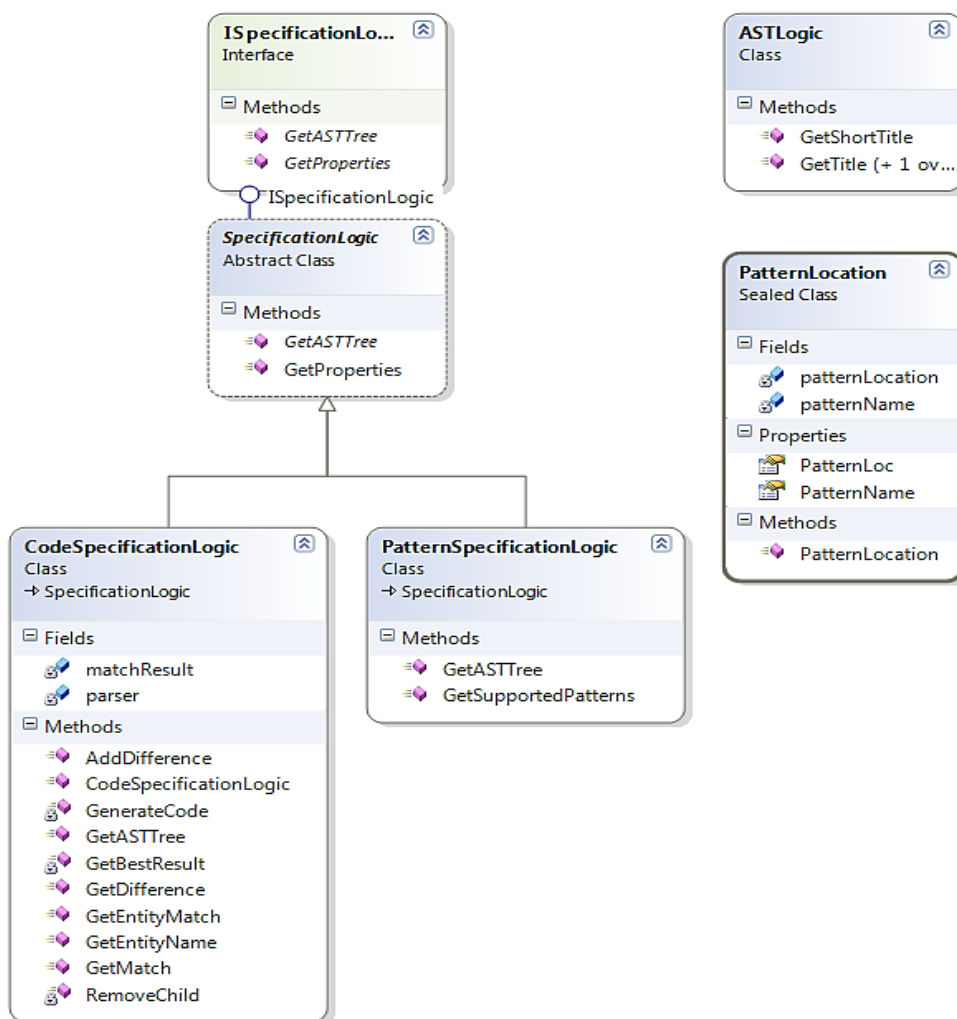 ISpecificationLo...
Interface
Methods
GetASTTree
GetProperties
ISpecificationLogic
SpecificationLogic
Abstract Class
Methods
GetASTTree
GetProperties
CodeSpecificationLogic
Class
SpecificationLogic
Fields
matchResult
parser
Methods
AddDifference
CodeSpecificationLogic
GenerateCode
GetASTTree
GetBestResult
GetDifference
GetEntityMatch
GetEntityName
GetMatch
RemoveChild
PatternSpecificationLogic
Class
SpecificationLogic
Methods
GetASTTree
GetSupportedPatterns
ASTLogic
Class
Methods
GetShortTitle
GetTitle (+ 1 ov...
PatternLocation
Sealed Class
Fields
patternLocation
patternName
Properties
PatternLoc
PatternName
Methods
PatternLocation